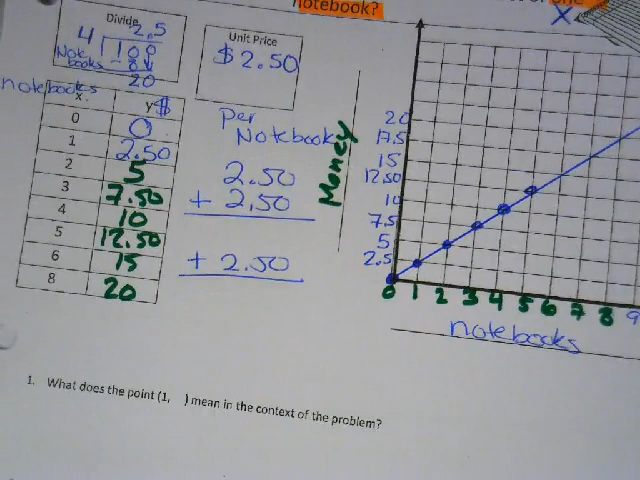 notebook?
x
Divide
2.5
4 100
Note
books - 8
20
Unit Price
$2.50
Per
Notebook
2.50
+ 2.50
+ 2.50
notebooks
x y $
0 0
1 2.50
2 5
3 7.50
4 10
5 12.50
6 15
8 20
Money
20
17.5
15
12.50
10
7.5
5
2.5
0 1 2 3 4 5 6 7 8 9
notebooks
1. What does the point (1, ) mean in the context of the problem?